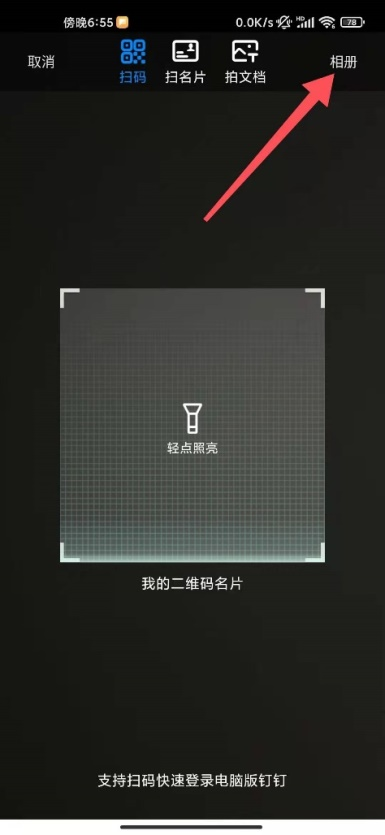 傍晚6:55 0.0K/s HD 78
取消 扫码 扫名片 拍文档 相册
轻点照亮
我的二维码名片
支持扫码快速登录电脑版钉钉